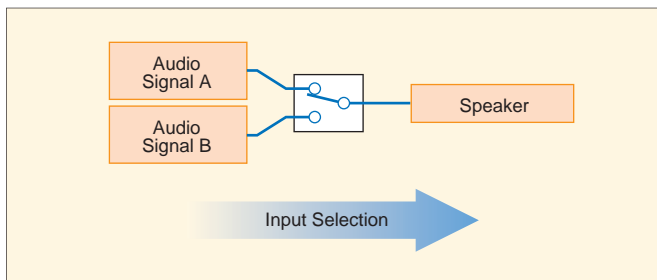 Audio
Signal A
Audio
Signal B
Speaker
Input Selection